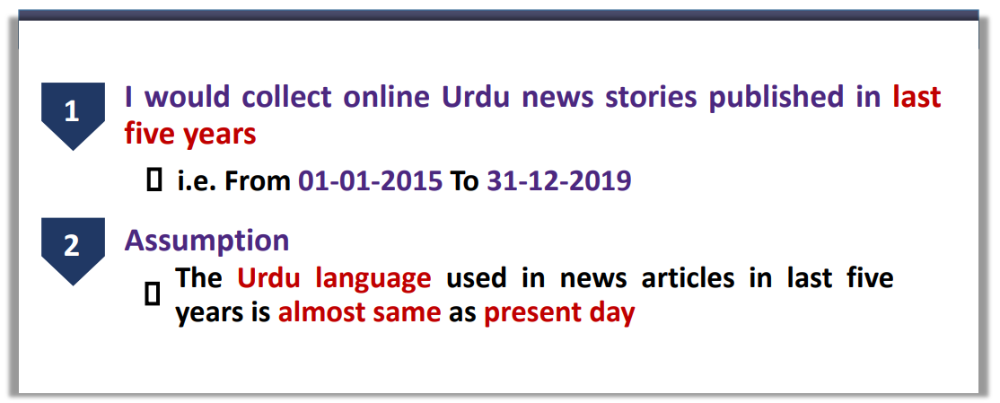 1
I would collect online Urdu news stories published in last
five years
▯ i.e. From 01-01-2015 To 31-12-2019
2
Assumption
▯ The Urdu language used in news articles in last five
years is almost same as present day